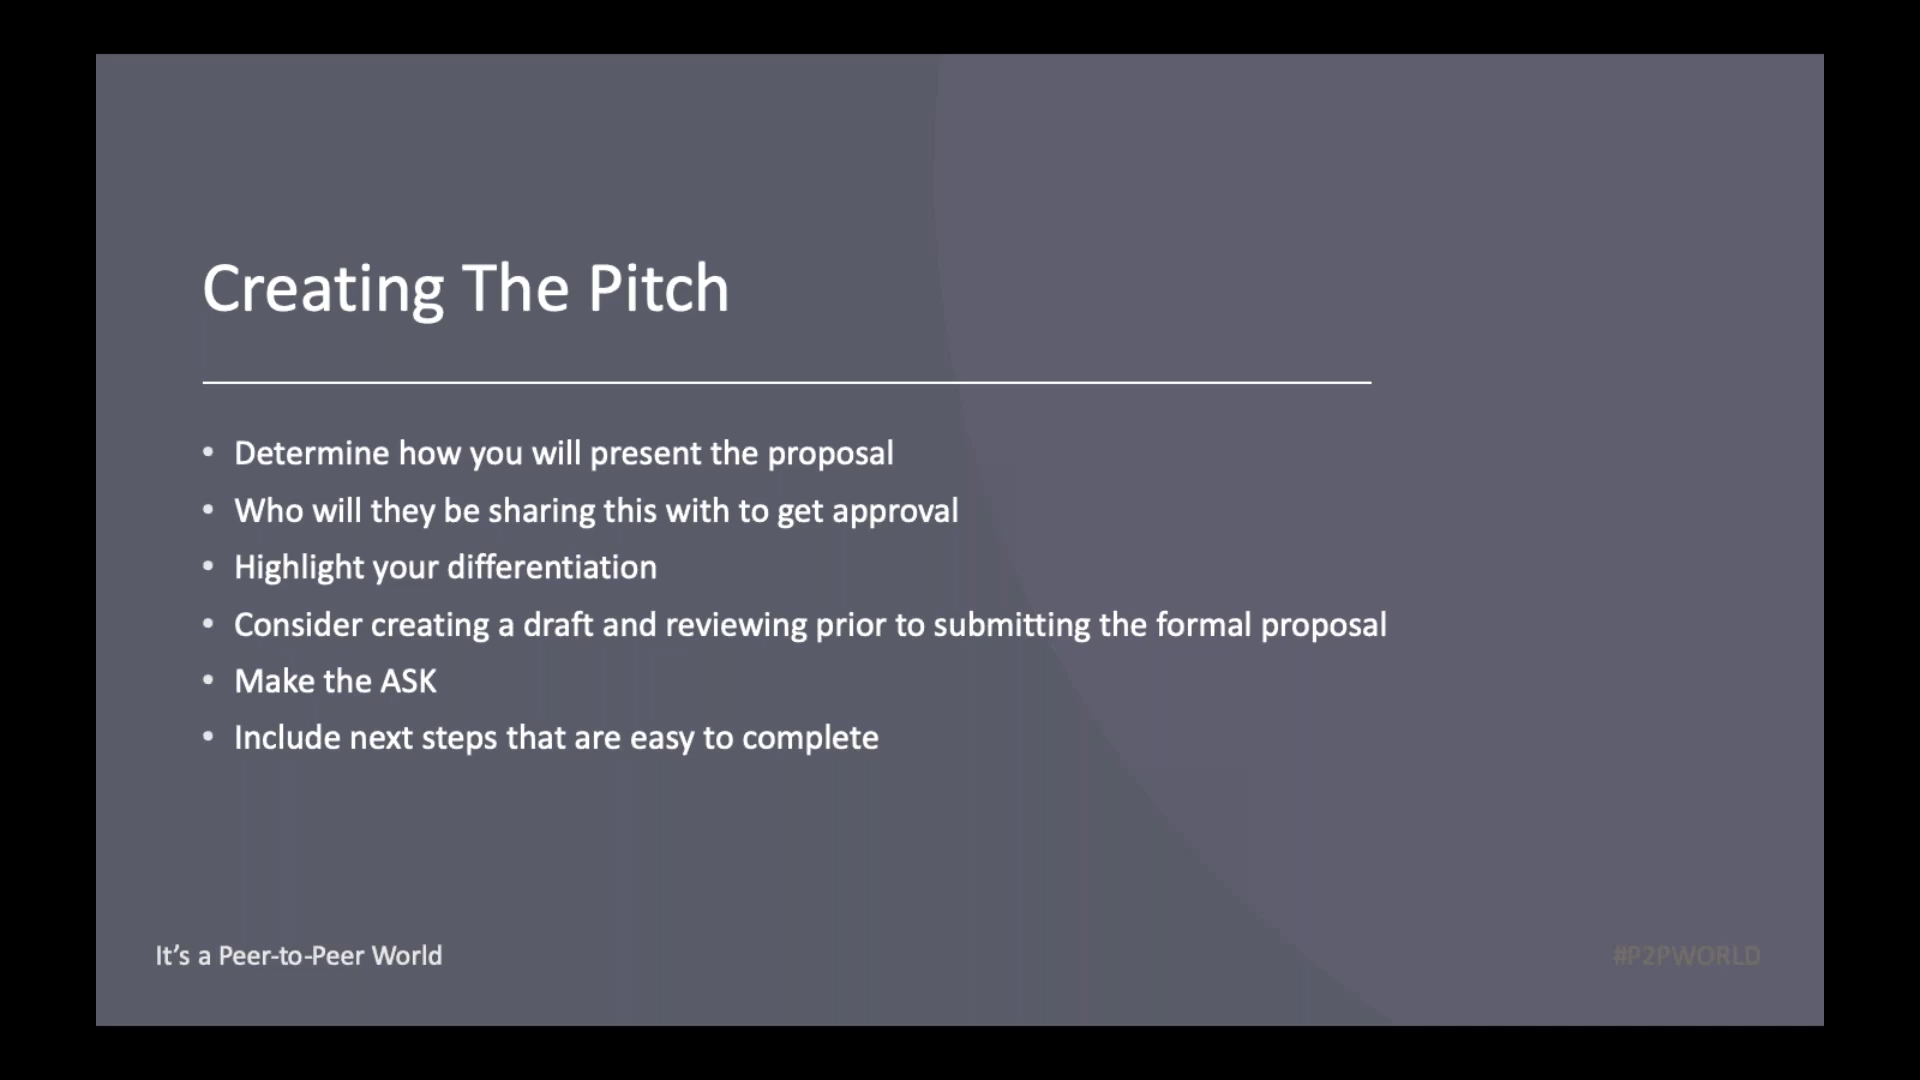 Creating The Pitch
• Determine how you will present the proposal
• Who will they be sharing this with to get approval
• Highlight your differentiation
• Consider creating a draft and reviewing prior to submitting the formal proposal
• Make the ASK
• Include next steps that are easy to complete
It’s a Peer-to-Peer World
#P2PWORLD